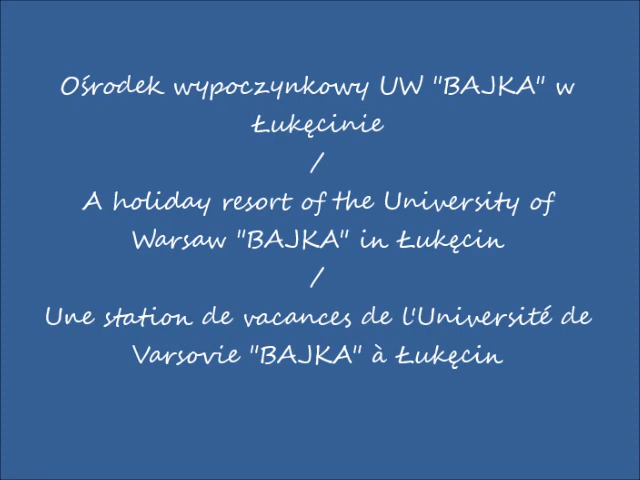 Ośrodek wypoczynkowy UW "BAJKA" w
Łukęcinie
/
A holiday resort of the University of
Warsaw "BAJKA" in Łukęcin
/
Une station de vacances de l'Université de
Varsovie "BAJKA" à Łukęcin